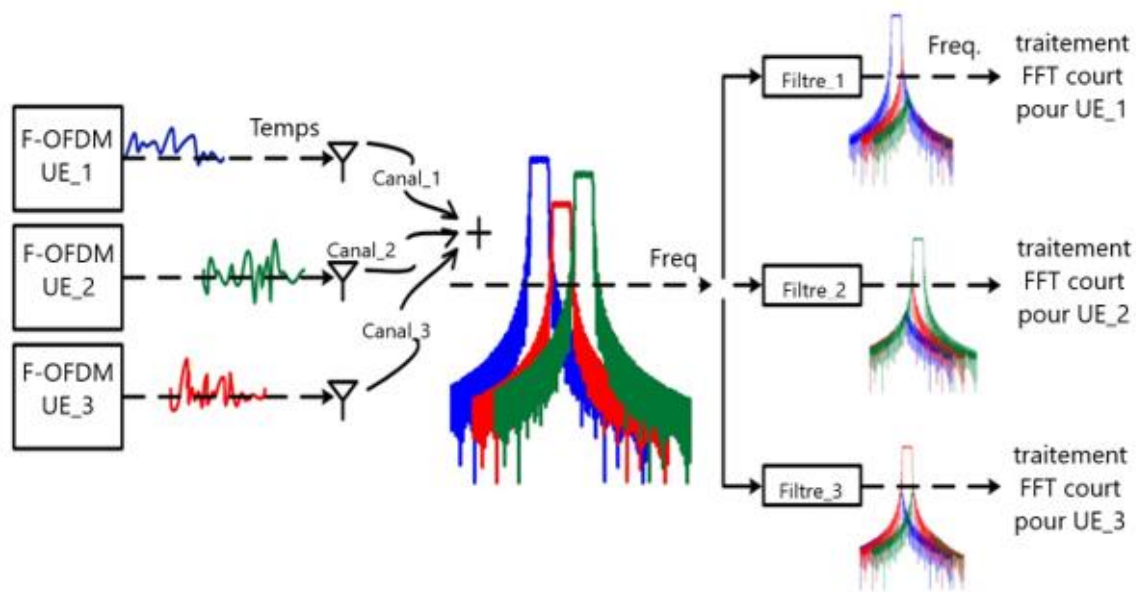 F-OFDM
UE_1
Temps
Canal_1
F-OFDM
UE_2
Canal_2
F-OFDM
UE_3
Canal_3
Freq
Filtre_1
Freq.
traitement
FFT court
pour UE_1
Filtre_2
traitement
FFT court
pour UE_2
Filtre_3
traitement
FFT court
pour UE_3